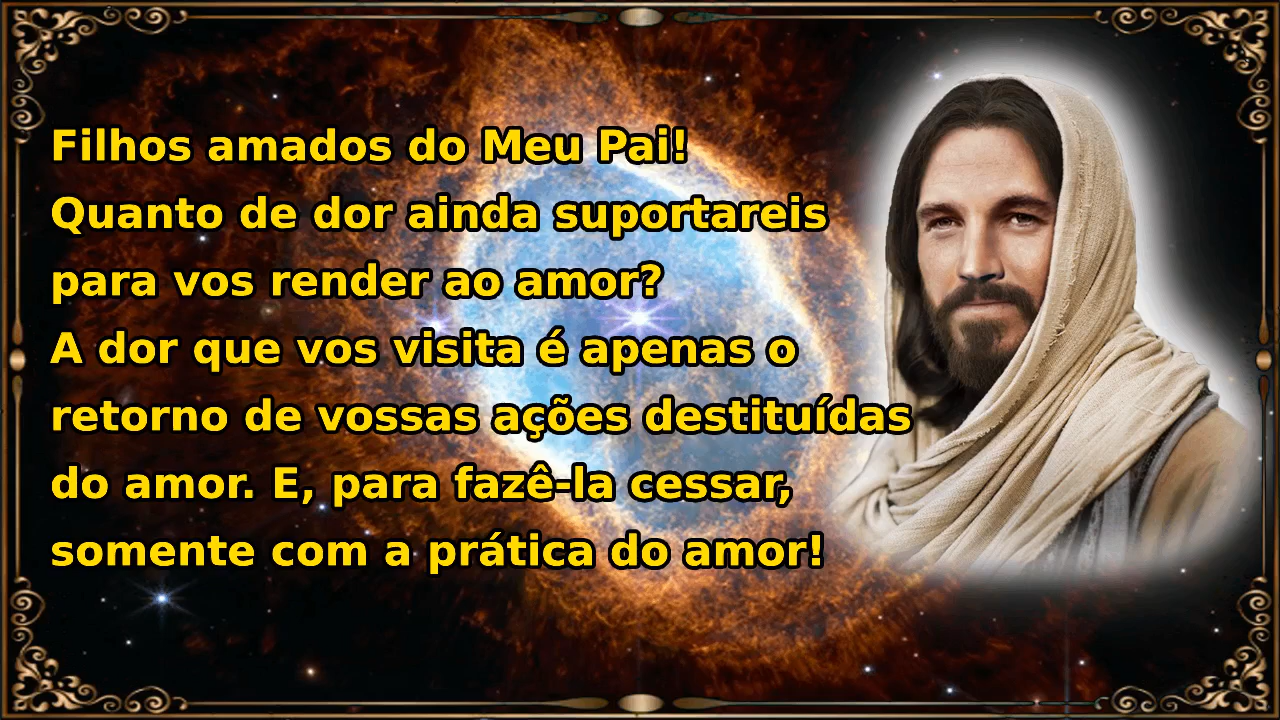 Filhos amados do Meu Pai!
Quanto de dor ainda suportareis
para vos render ao amor?
A dor que vos visita é apenas o
retorno de vossas ações destituídas
do amor. E, para fazê-la cessar,
somente com a prática do amor!